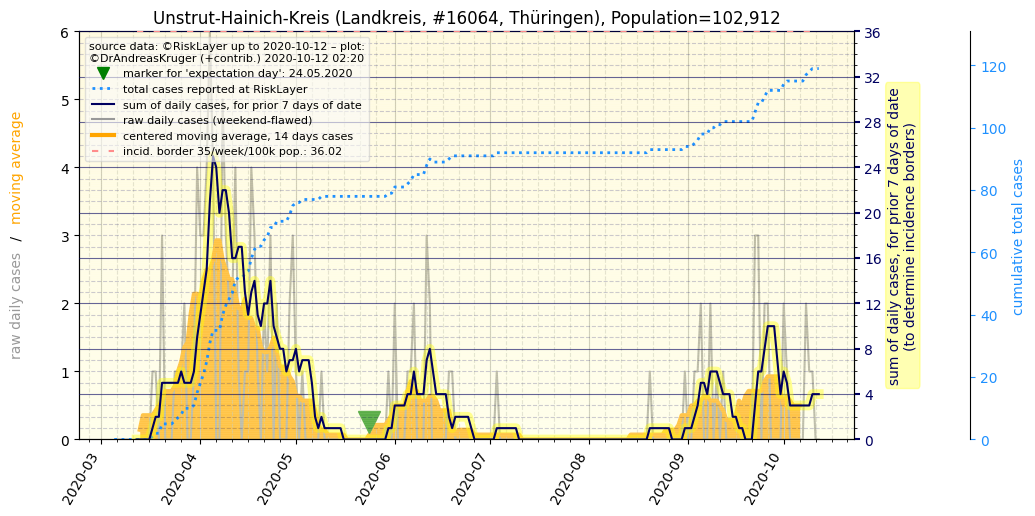 Unstrut-Hainich-Kreis (Landkreis, #16064, Thüringen), Population=102,912
source data: ©RiskLayer up to 2020-10-12 – plot:
©DrAndreasKruger (+contrib.) 2020-10-12 02:20
marker for 'expectation day': 24.05.2020
total cases reported at RiskLayer
sum of daily cases, for prior 7 days of date
raw daily cases (weekend-flawed)
centered moving average, 14 days cases
incid. border 35/week/100k pop.: 36.02
raw daily cases / moving average
6
5
4
3
2
1
0
2020-03
2020-04
2020-05
2020-06
2020-07
2020-08
2020-09
2020-10
36
32
28
24
20
16
12
8
4
0
sum of daily cases, for prior 7 days of date
(to determine incidence borders)
120
100
80
60
40
20
0
cumulative total cases